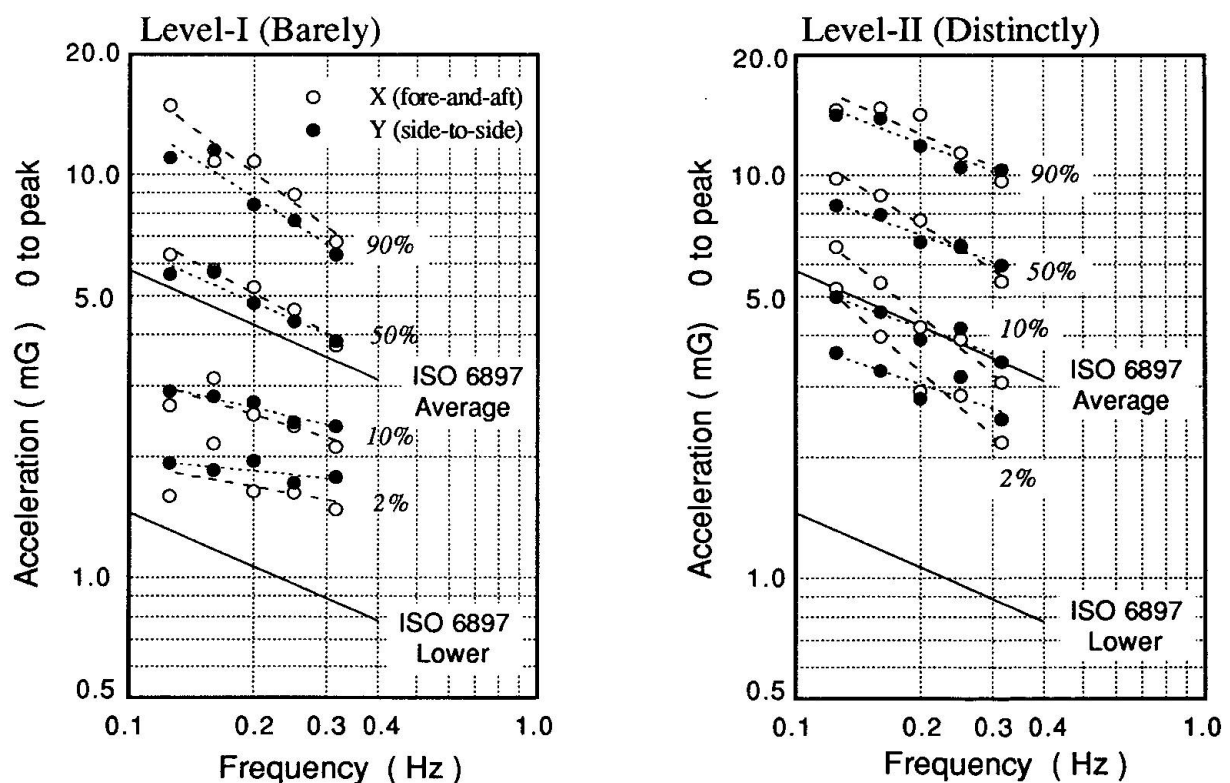 Level-I (Barely)
20.0
10.0
5.0
1.0
0.5
Acceleration ( mG ) 0 to peak
X (fore-and-aft)
Y (side-to-side)
90%
50%
ISO 6897
Average
10%
2%
ISO 6897
Lower
0.1
0.2
0.3
0.4
1.0
Frequency ( Hz )
Level-II (Distinctly)
20.0
10.0
5.0
1.0
0.5
Acceleration ( mG ) 0 to peak
90%
50%
10%
ISO 6897
Average
2%
ISO 6897
Lower
0.1
0.2
0.3
0.4
1.0
Frequency ( Hz )